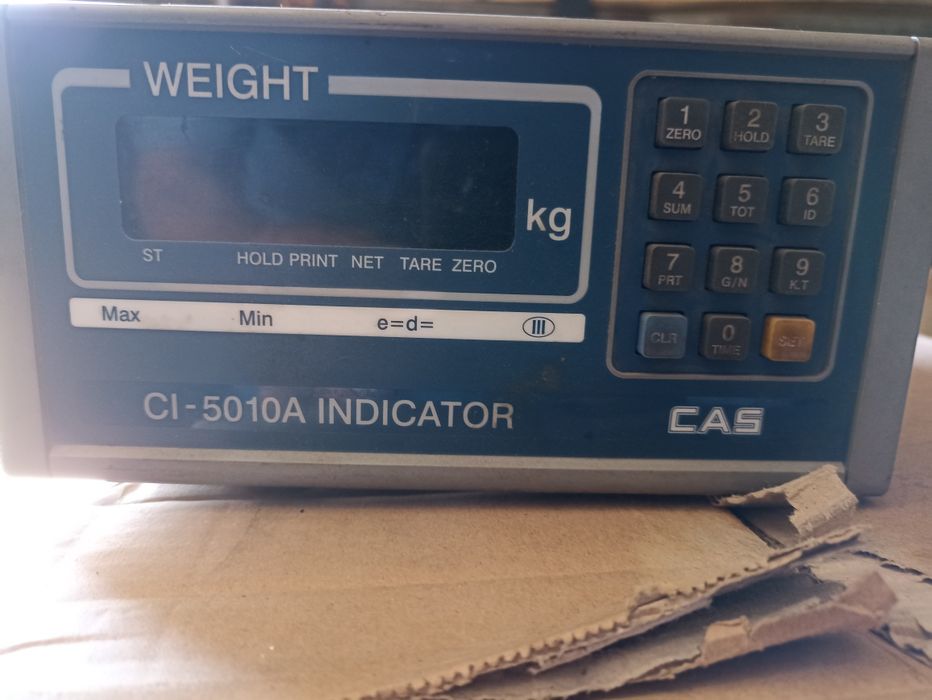 WEIGHT
kg
ST HOLD PRINT NET TARE ZERO
Max Min e=d= III
CI-5010A INDICATOR
CAS
1 2 3
ZERO HOLD TARE
4 5 6
SUM TOT ID
7 8 9
PRT G/N K.T
CLR 0 SET
TIME